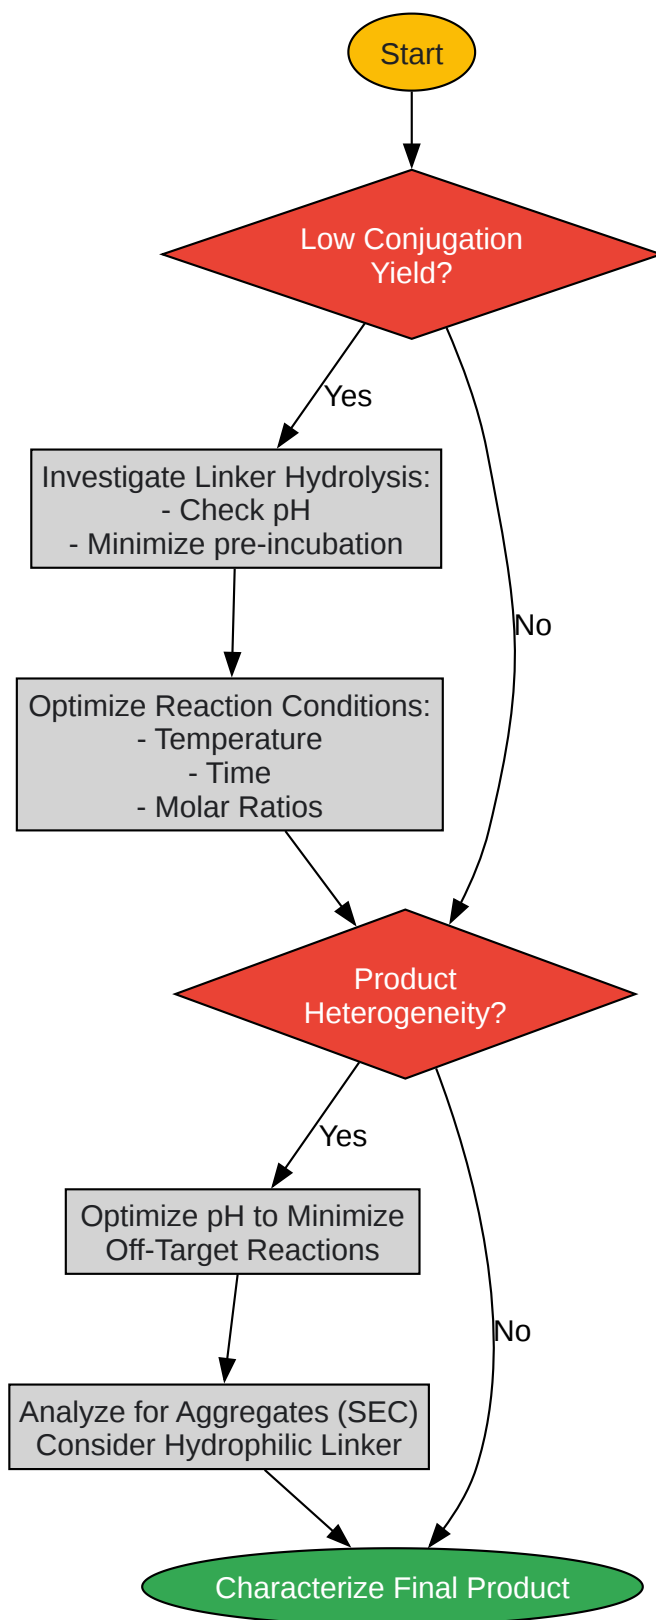 Start
Low Conjugation
Yield?
Yes
Investigate Linker Hydrolysis:
- Check pH
- Minimize pre-incubation
No
Optimize Reaction Conditions:
- Temperature
- Time
- Molar Ratios
Product
Heterogeneity?
Yes
Optimize pH to Minimize
Off-Target Reactions
No
Analyze for Aggregates (SEC)
Consider Hydrophilic Linker
Characterize Final Product